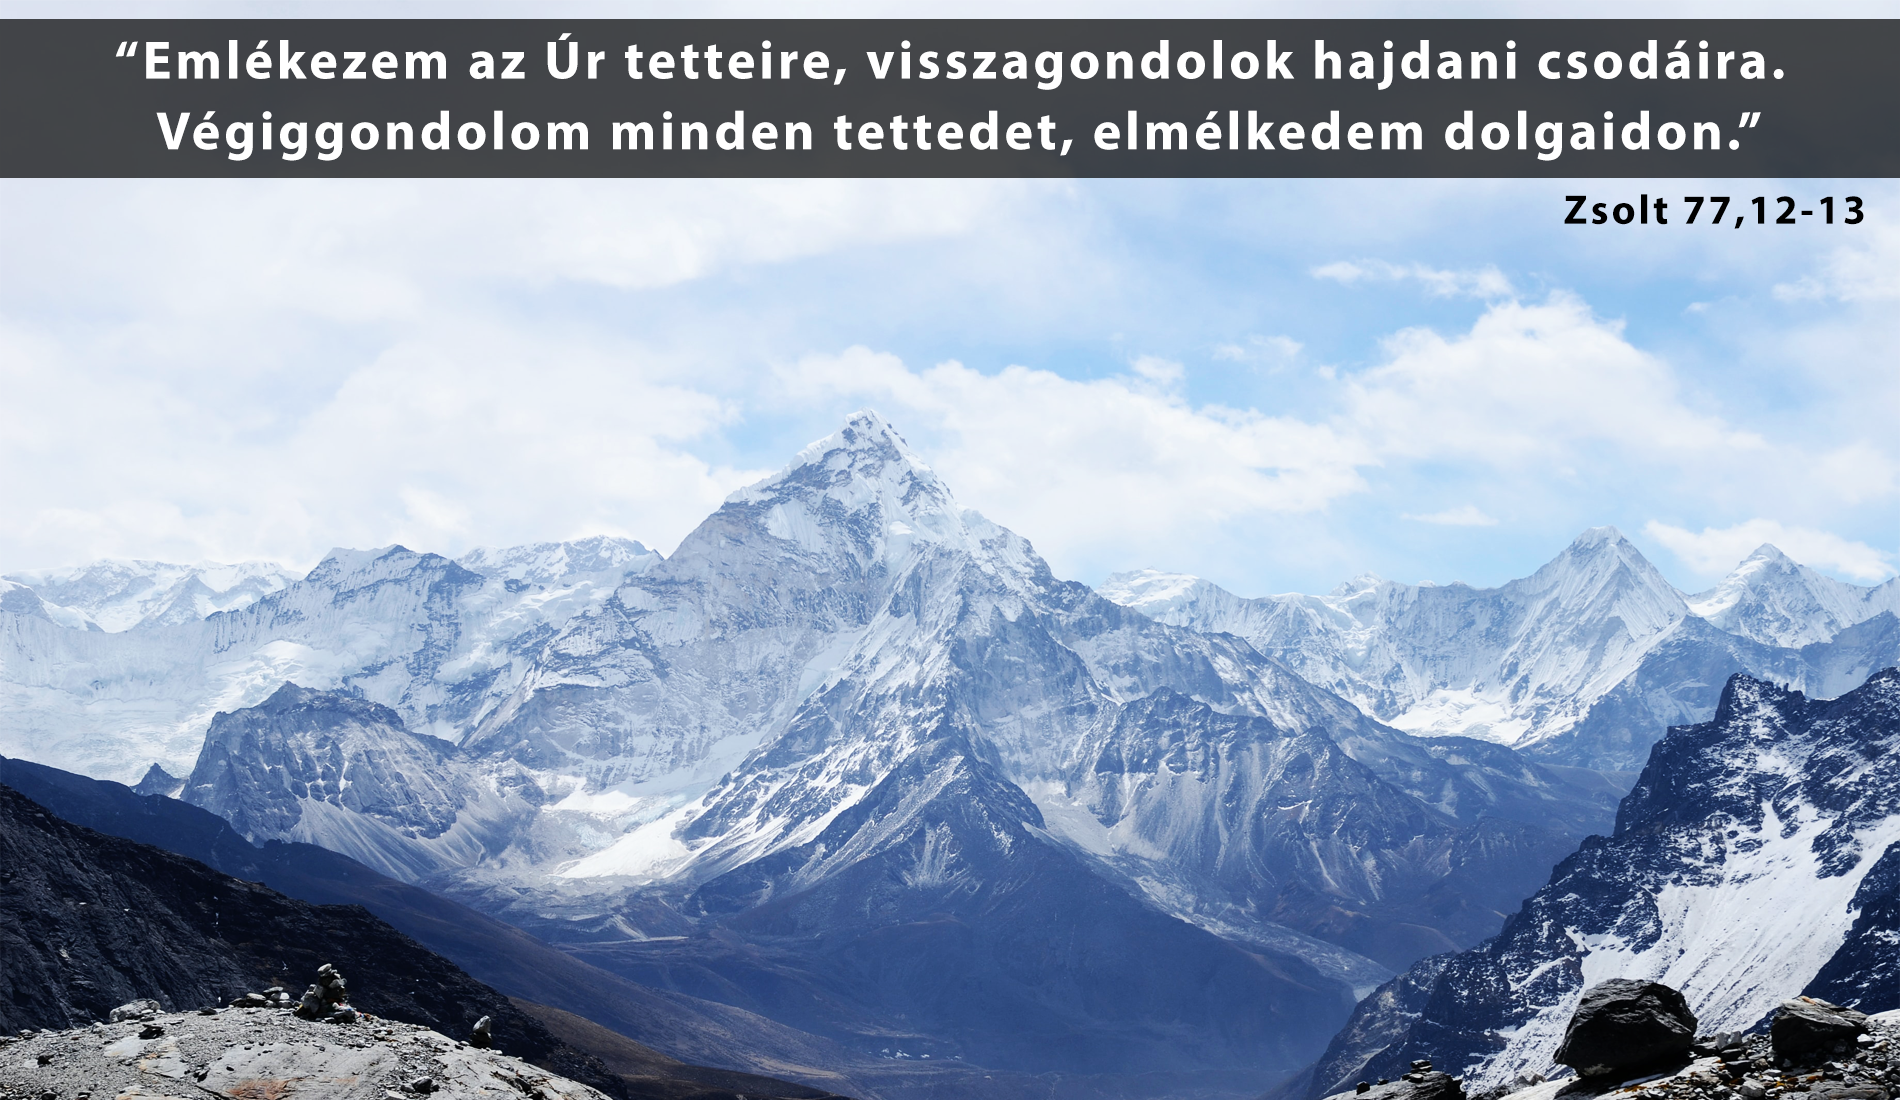 “Emlékezem az Úr tetteire, visszagondolok hajdani csodáira.
Végiggondolom minden tettedet, elmélkedem dolgaidon.”
Zsolt 77,12-13